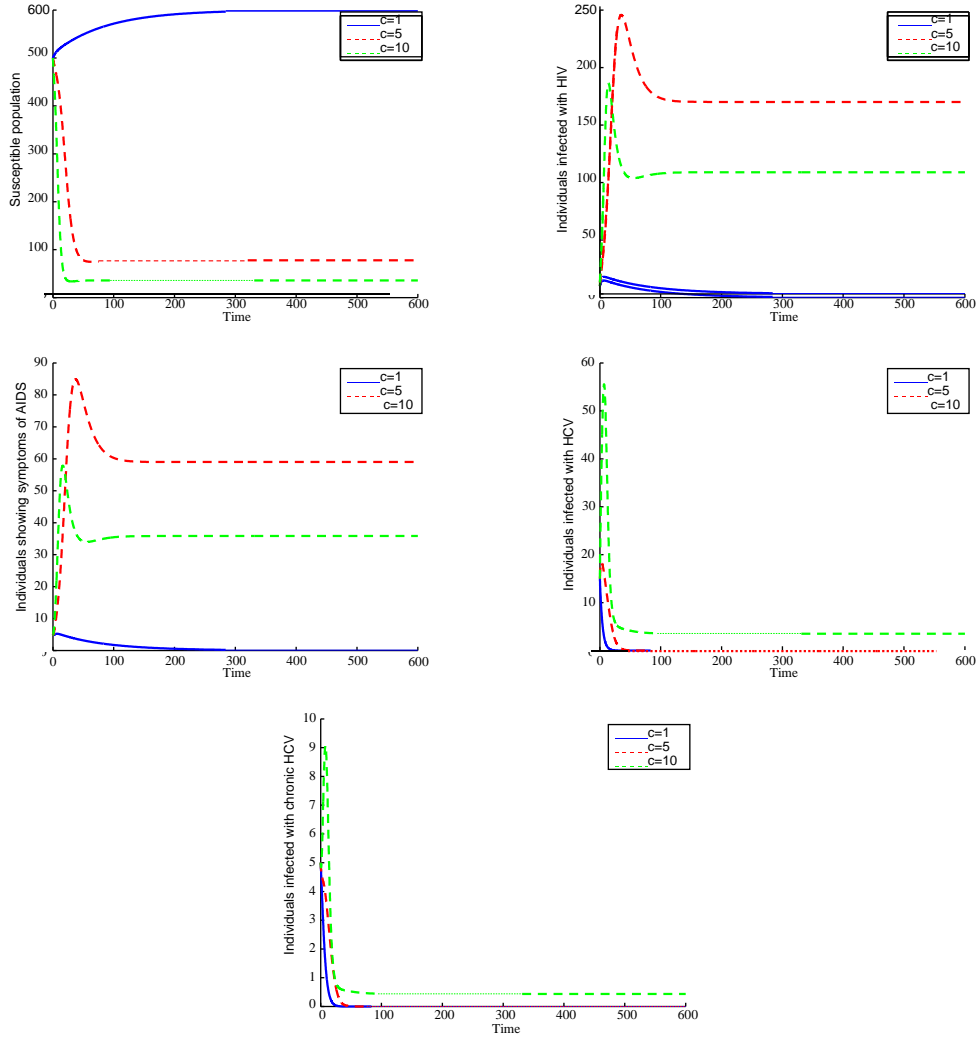 Susceptible population
600
500
400
300
200
100
0 100 200 300 400 500 600
Time
c=1
c=5
c=10
Individuals infected with HIV
250
200
150
100
50
0 100 200 300 400 500 600
Time
c=1
c=5
c=10
Individuals showing symptoms of AIDS
90
80
70
60
50
40
30
20
10
0 100 200 300 400 500 600
Time
c=1
c=5
c=10
Individuals infected with HCV
60
50
40
30
20
10
0 100 200 300 400 500 600
Time
c=1
c=5
c=10
Individuals infected with chronic HCV
10
9
8
7
6
5
4
3
2
1
0
0 100 200 300 400 500 600
Time
c=1
c=5
c=10